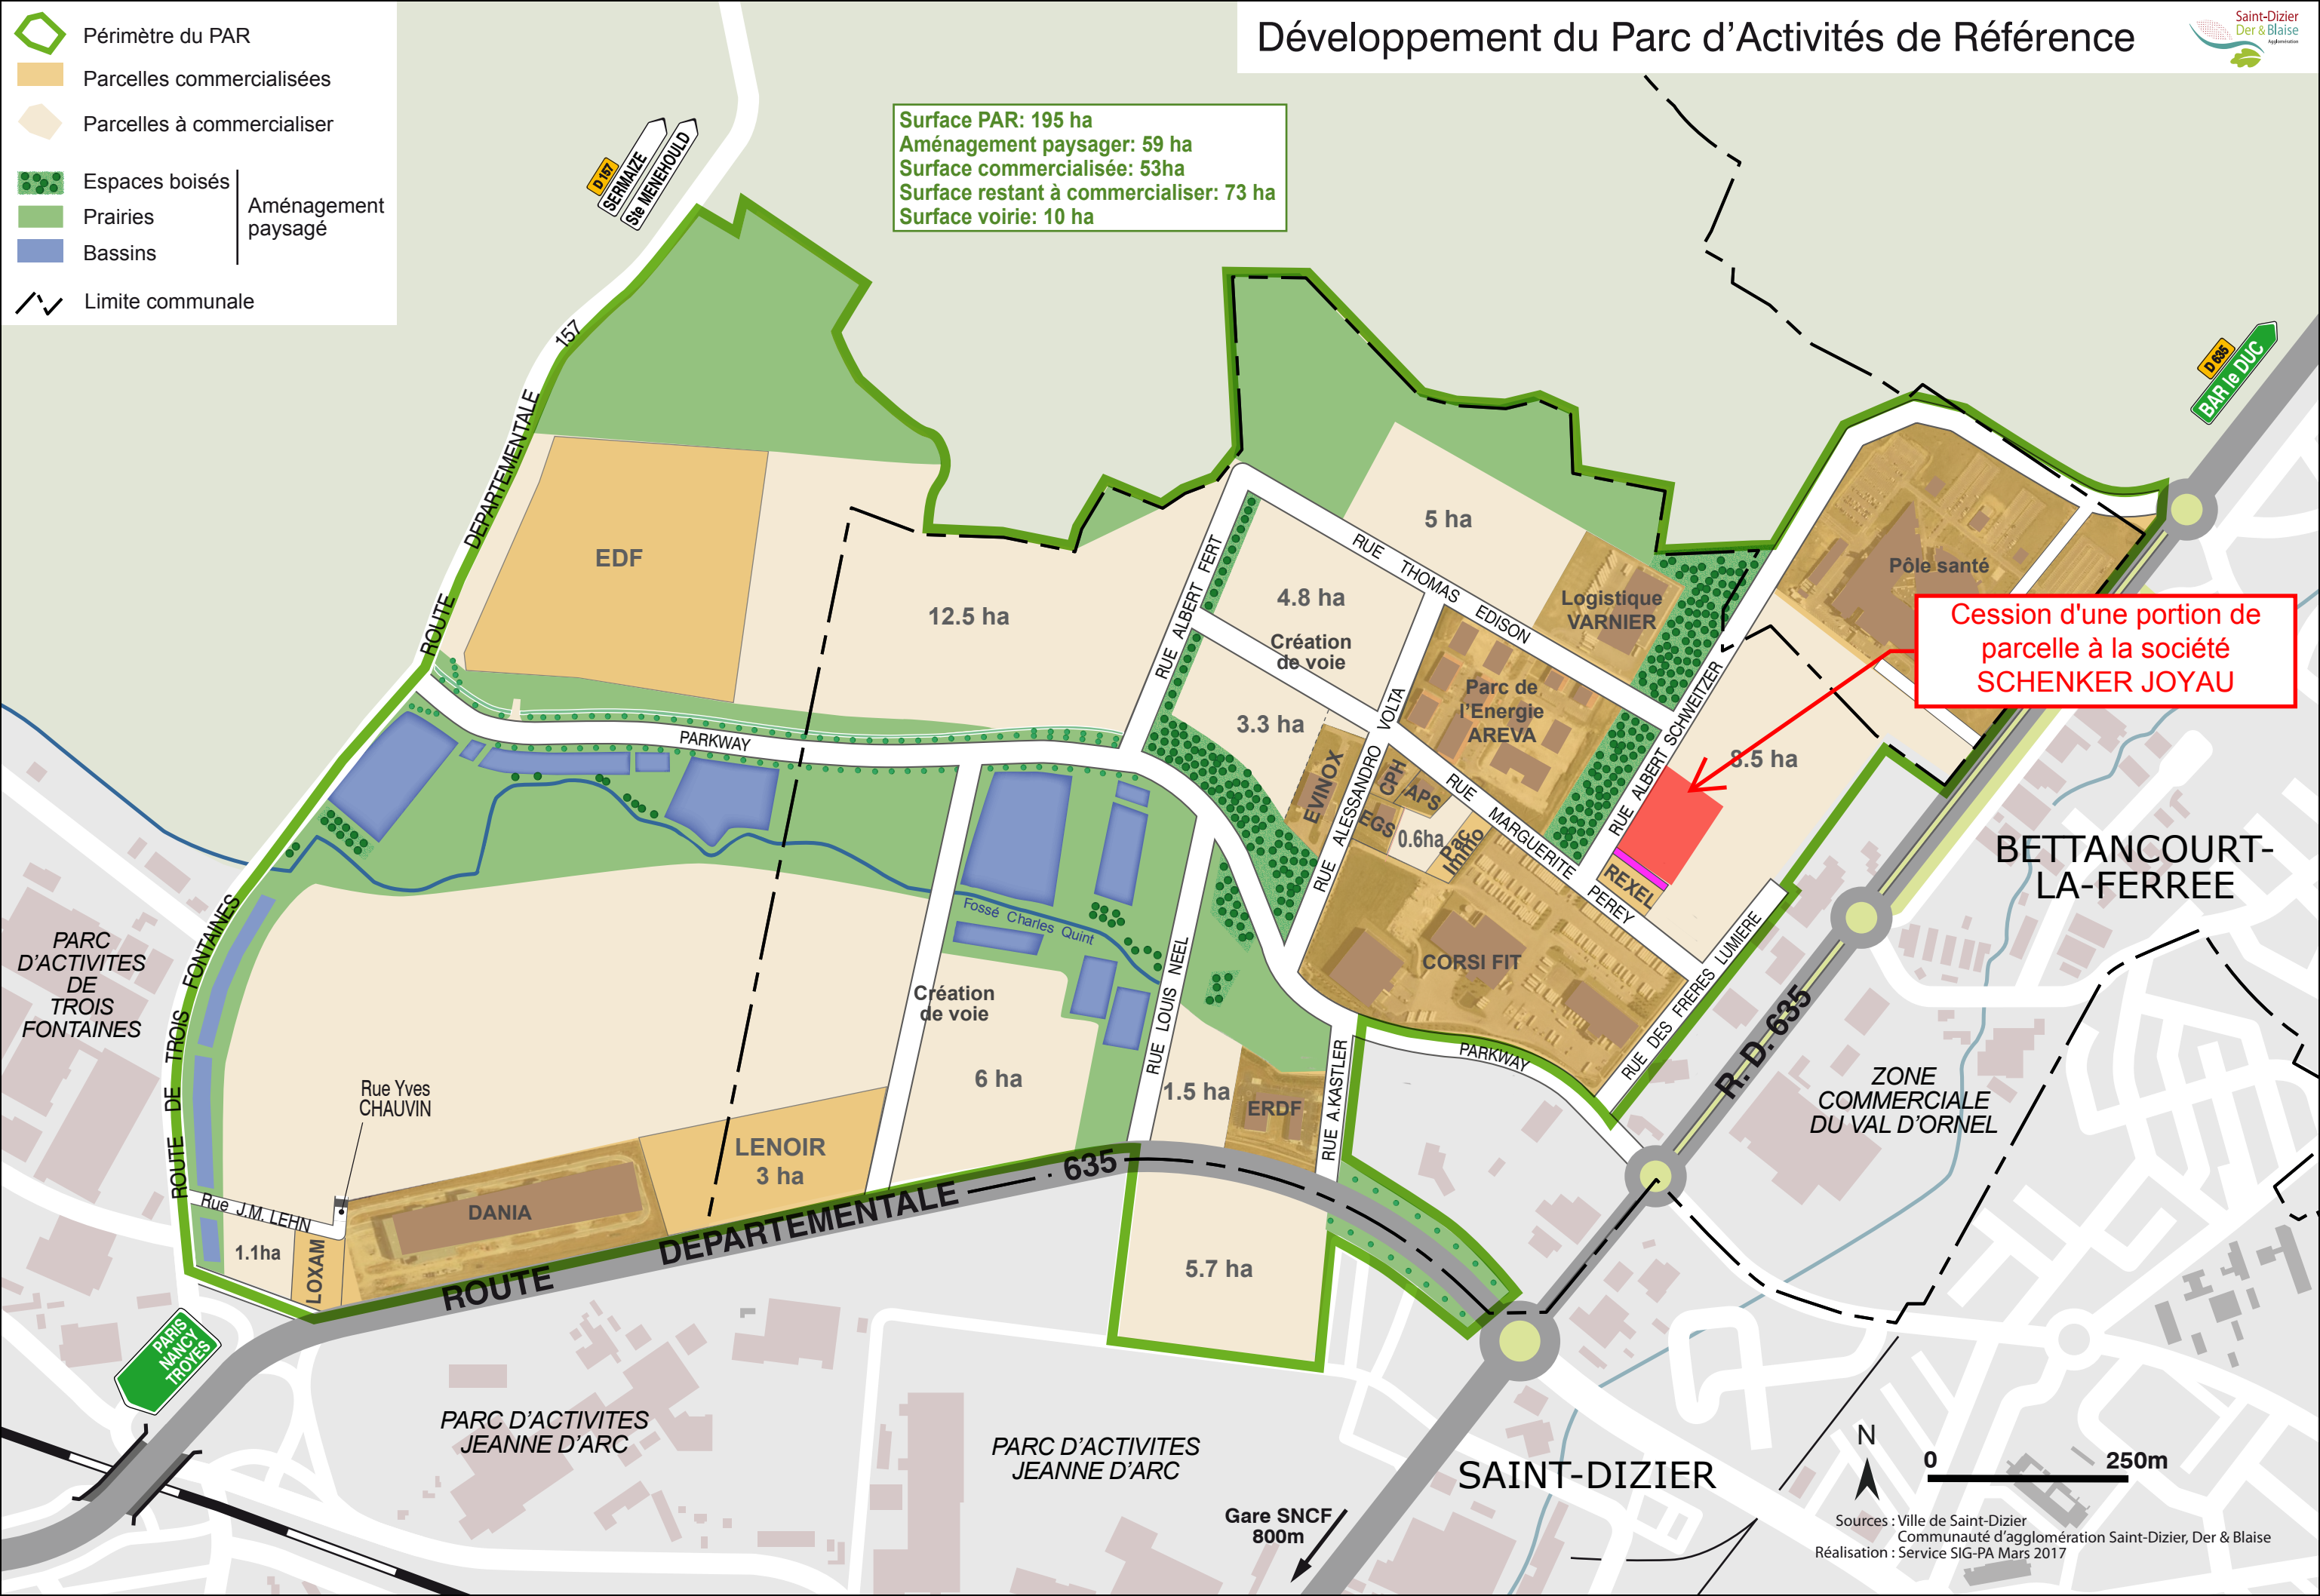 Développement du Parc d'Activités de Référence
Saint-Dizier
Der & Blaise
Agglomération
Périmètre du PAR
Parcelles commercialisées
Parcelles à commercialiser
Espaces boisés
Prairies
Bassins
Aménagement
paysagé
Limite communale
Surface PAR: 195 ha
Aménagement paysager: 59 ha
Surface commercialisée: 53ha
Surface restant à commercialiser: 73 ha
Surface voirie: 10 ha
D 157
SERMAIZE
Ste MENEHOULD
157
ROUTE DEPARTEMENTALE
D 635
BAR le DUC
EDF
12.5 ha
5 ha
4.8 ha
Création
de voie
3.3 ha
RUE ALBERT FERT
RUE THOMAS EDISON
Logistique
VARNIER
Pôle santé
Cession d'une portion de
parcelle à la société
SCHENKER JOYAU
Parc de
l'Energie
AREVA
RUE ALBERT SCHWEITZER
8.5 ha
PARKWAY
EVINOX
RUE ALESSANDRO VOLTA
CPH
APS
EGS
0.6ha
Pac
Immo
RUE MARGUERITE PEREY
REXEL
CORSI FIT
RUE DES FRERES LUMIERE
BETTANCOURT-
LA-FERREE
Fossé Charles Quint
PARC
D'ACTIVITES
DE
TROIS
FONTAINES
ROUTE DE TROIS FONTAINES
Création
de voie
6 ha
RUE LOUIS NEEL
1.5 ha
ERDF
RUE A.KASTLER
PARKWAY
R. D. 635
ZONE
COMMERCIALE
DU VAL D'ORNEL
Rue Yves
CHAUVIN
Rue J.M. LEHN
1.1ha
LOXAM
DANIA
LENOIR
3 ha
ROUTE DEPARTEMENTALE 635
5.7 ha
PARIS
NANCY
TROYES
PARC D'ACTIVITES
JEANNE D'ARC
PARC D'ACTIVITES
JEANNE D'ARC
SAINT-DIZIER
Gare SNCF
800m
N
0 250m
Sources : Ville de Saint-Dizier
Communauté d'agglomération Saint-Dizier, Der & Blaise
Réalisation : Service SIG-PA Mars 2017